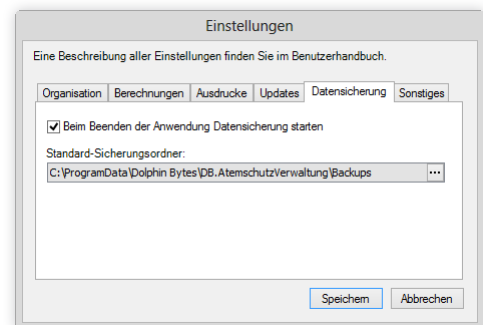 Einstellungen
Eine Beschreibung aller Einstellungen finden Sie im Benutzerhandbuch.
Organisation Berechnungen Ausdrucke Updates Datensicherung Sonstiges
Beim Beenden der Anwendung Datensicherung starten
Standard-Sicherungsordner:
C:\ProgramData\Dolphin Bytes\DB.AtemschutzVerwaltung\Backups ...
Speichern Abbrechen